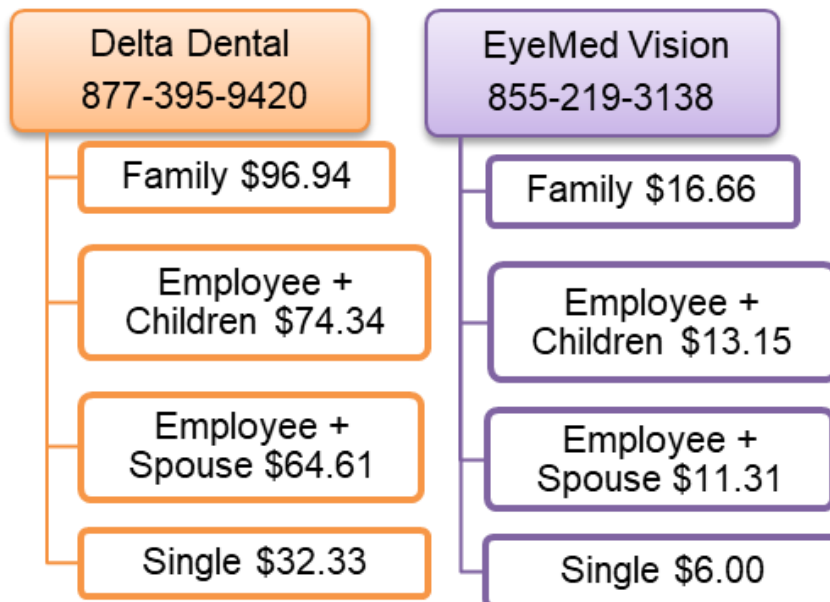 Delta Dental
877-395-9420
Family $96.94
Employee +
Children $74.34
Employee +
Spouse $64.61
Single $32.33
EyeMed Vision
855-219-3138
Family $16.66
Employee +
Children $13.15
Employee +
Spouse $11.31
Single $6.00